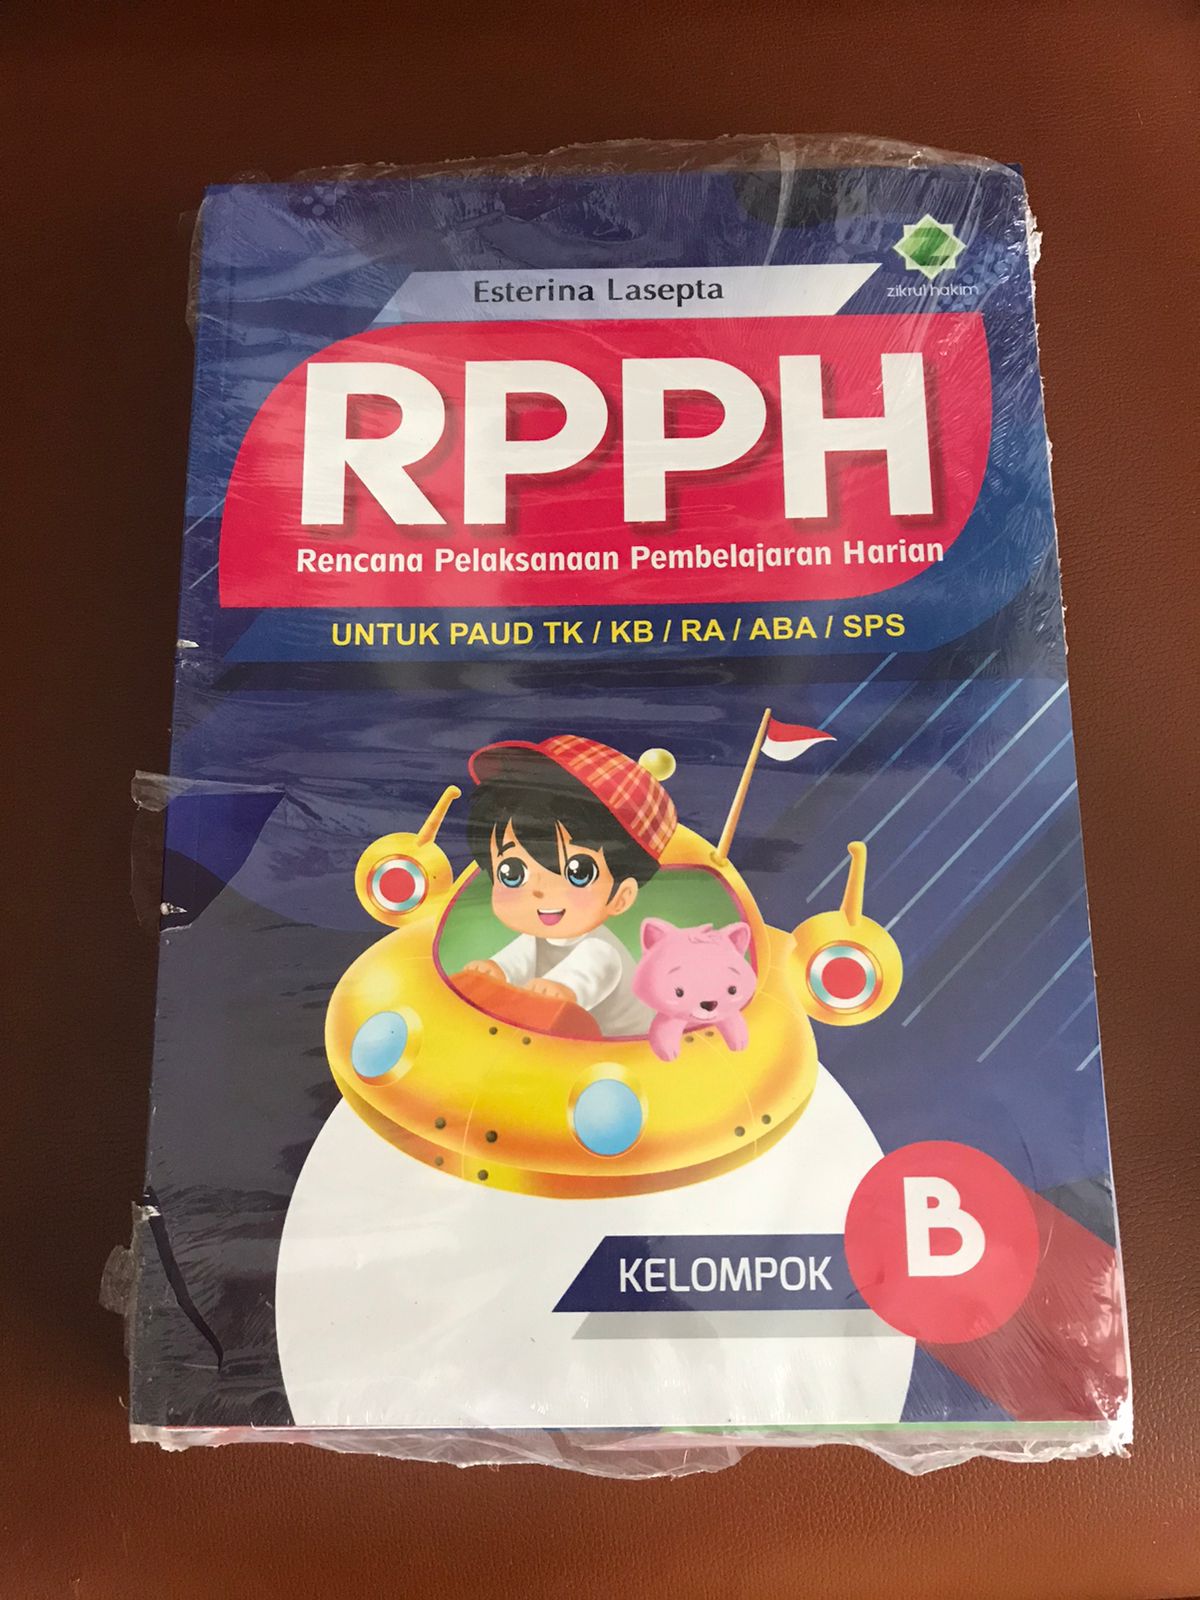 Esterina Lasepta
zikrul hakim
RPPH
Rencana Pelaksanaan Pembelajaran Harian
UNTUK PAUD TK / KB / RA / ABA / SPS
KELOMPOK
B